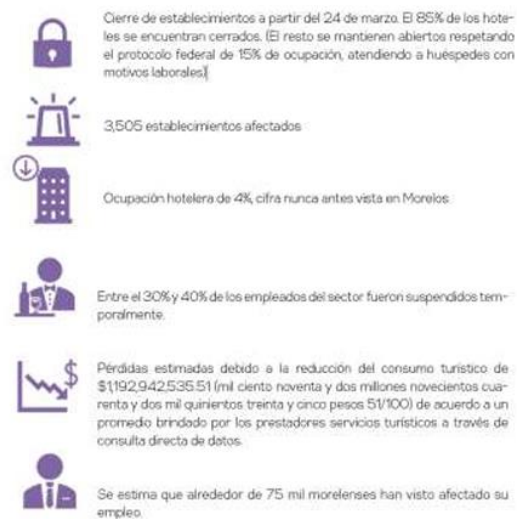 Cierre de establecimientos a partir del 24 de marzo. El 85% de los hote-
les se encuentran cerrados. (El resto se mantienen abiertos respetando
el protocolo federal de 15% de ocupación, atendiendo a huéspedes con
motivos laborales)
3,505 establecimientos afectados
Ocupación hotelera de 4%, cifra nunca antes vista en Morelos
Entre el 30% y 40% de los empleados del sector fueron suspendidos tem-
poralmente.
$
Pérdidas estimadas debido a la reducción del consumo turístico de
$1,192,942,535.51 (mil ciento noventa y dos millones novecientos cua-
renta y dos mil quinientos treinta y cinco pesos 51/100) de acuerdo a un
promedio brindado por los prestadores servicios turísticos a través de
consulta directa de datos.
Se estima que alrededor de 75 mil morelenses han visto afectado su
empleo.